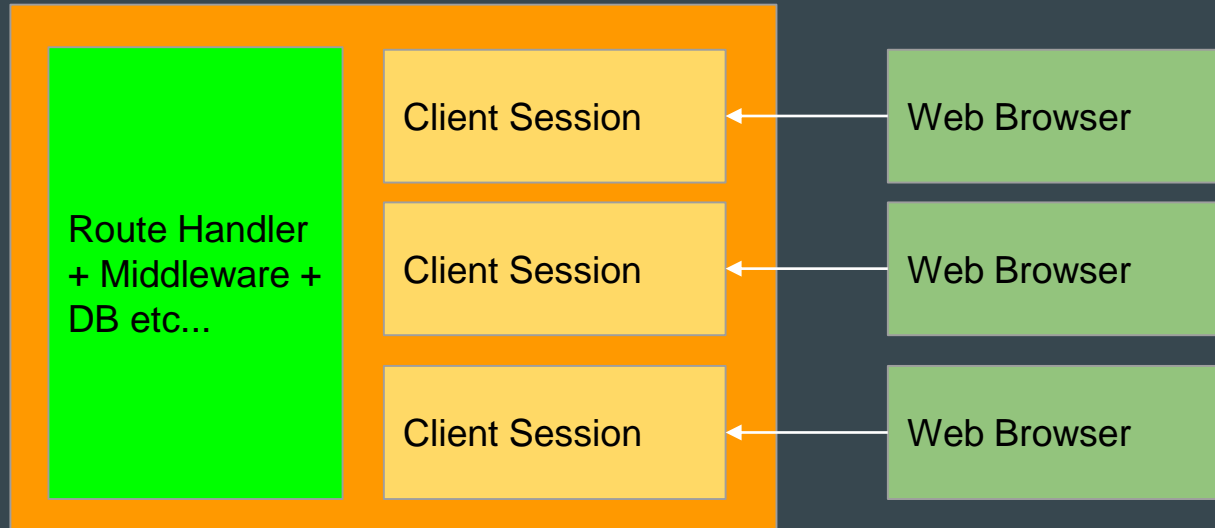 Client Session
Web Browser
Route Handler
+ Middleware +
DB etc...
Client Session
Web Browser
Client Session
Web Browser